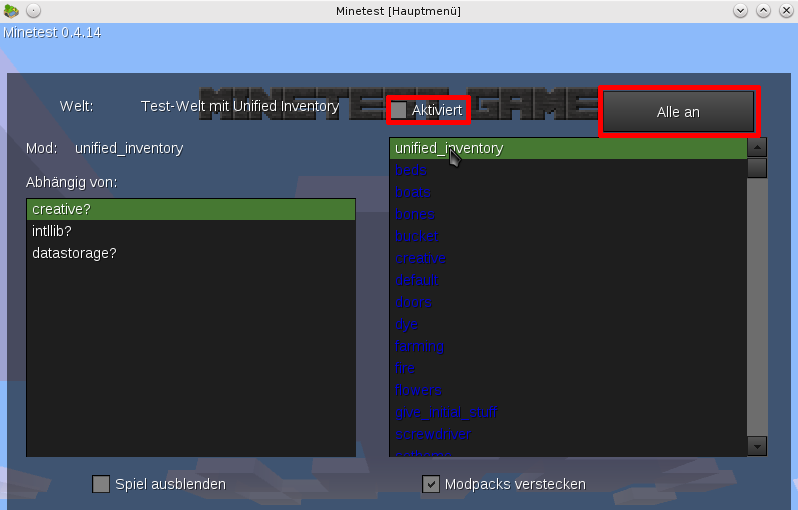 Minetest [Hauptmenü]
Minetest 0.4.14
MINETEST GAME
Welt: Test-Welt mit Unified Inventory
Aktiviert
Alle an
Mod: unified_inventory
unified_inventory
Abhängig von:
creative?
intllib?
datastorage?
beds
boats
bones
bucket
creative
default
doors
dye
farming
fire
flowers
give_initial_stuff
screwdriver
Spiel ausblenden
Modpacks verstecken